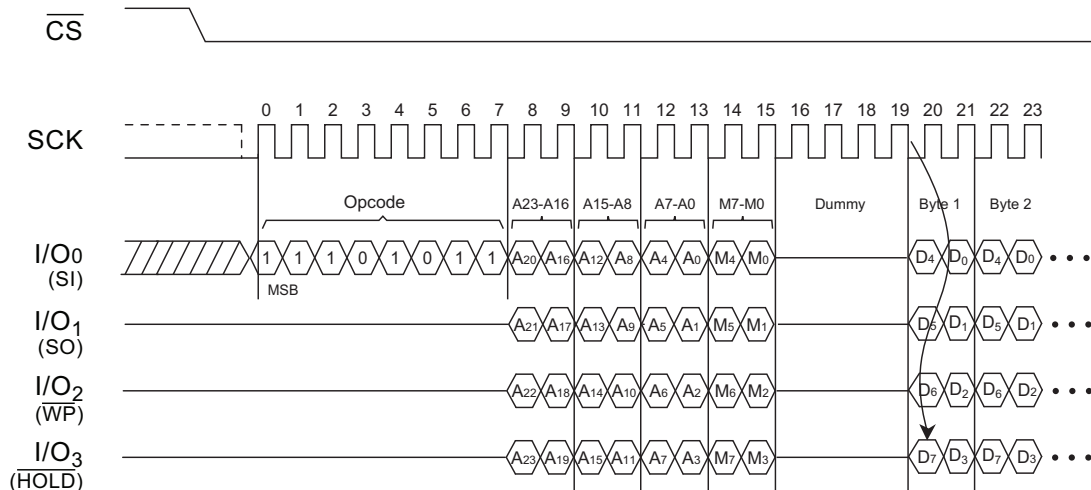 CS
0 1 2 3 4 5 6 7 8 9 10 11 12 13 14 15 16 17 18 19 20 21 22 23
SCK
Opcode A23-A16 A15-A8 A7-A0 M7-M0 Dummy Byte 1 Byte 2
I/O0 1 1 1 0 1 0 1 1 A20 A16 A12 A8 A4 A0 M4 M0 D4 D0 D4 D0 • • •
(SI)
MSB
I/O1 A21 A17 A13 A9 A5 A1 M5 M1 D5 D1 D5 D1 • • •
(SO)
I/O2 A22 A18 A14 A10 A6 A2 M6 M2 D6 D2 D6 D2 • • •
(WP)
I/O3 A23 A19 A15 A11 A7 A3 M7 M3 D7 D3 D7 D3 • • •
(HOLD)